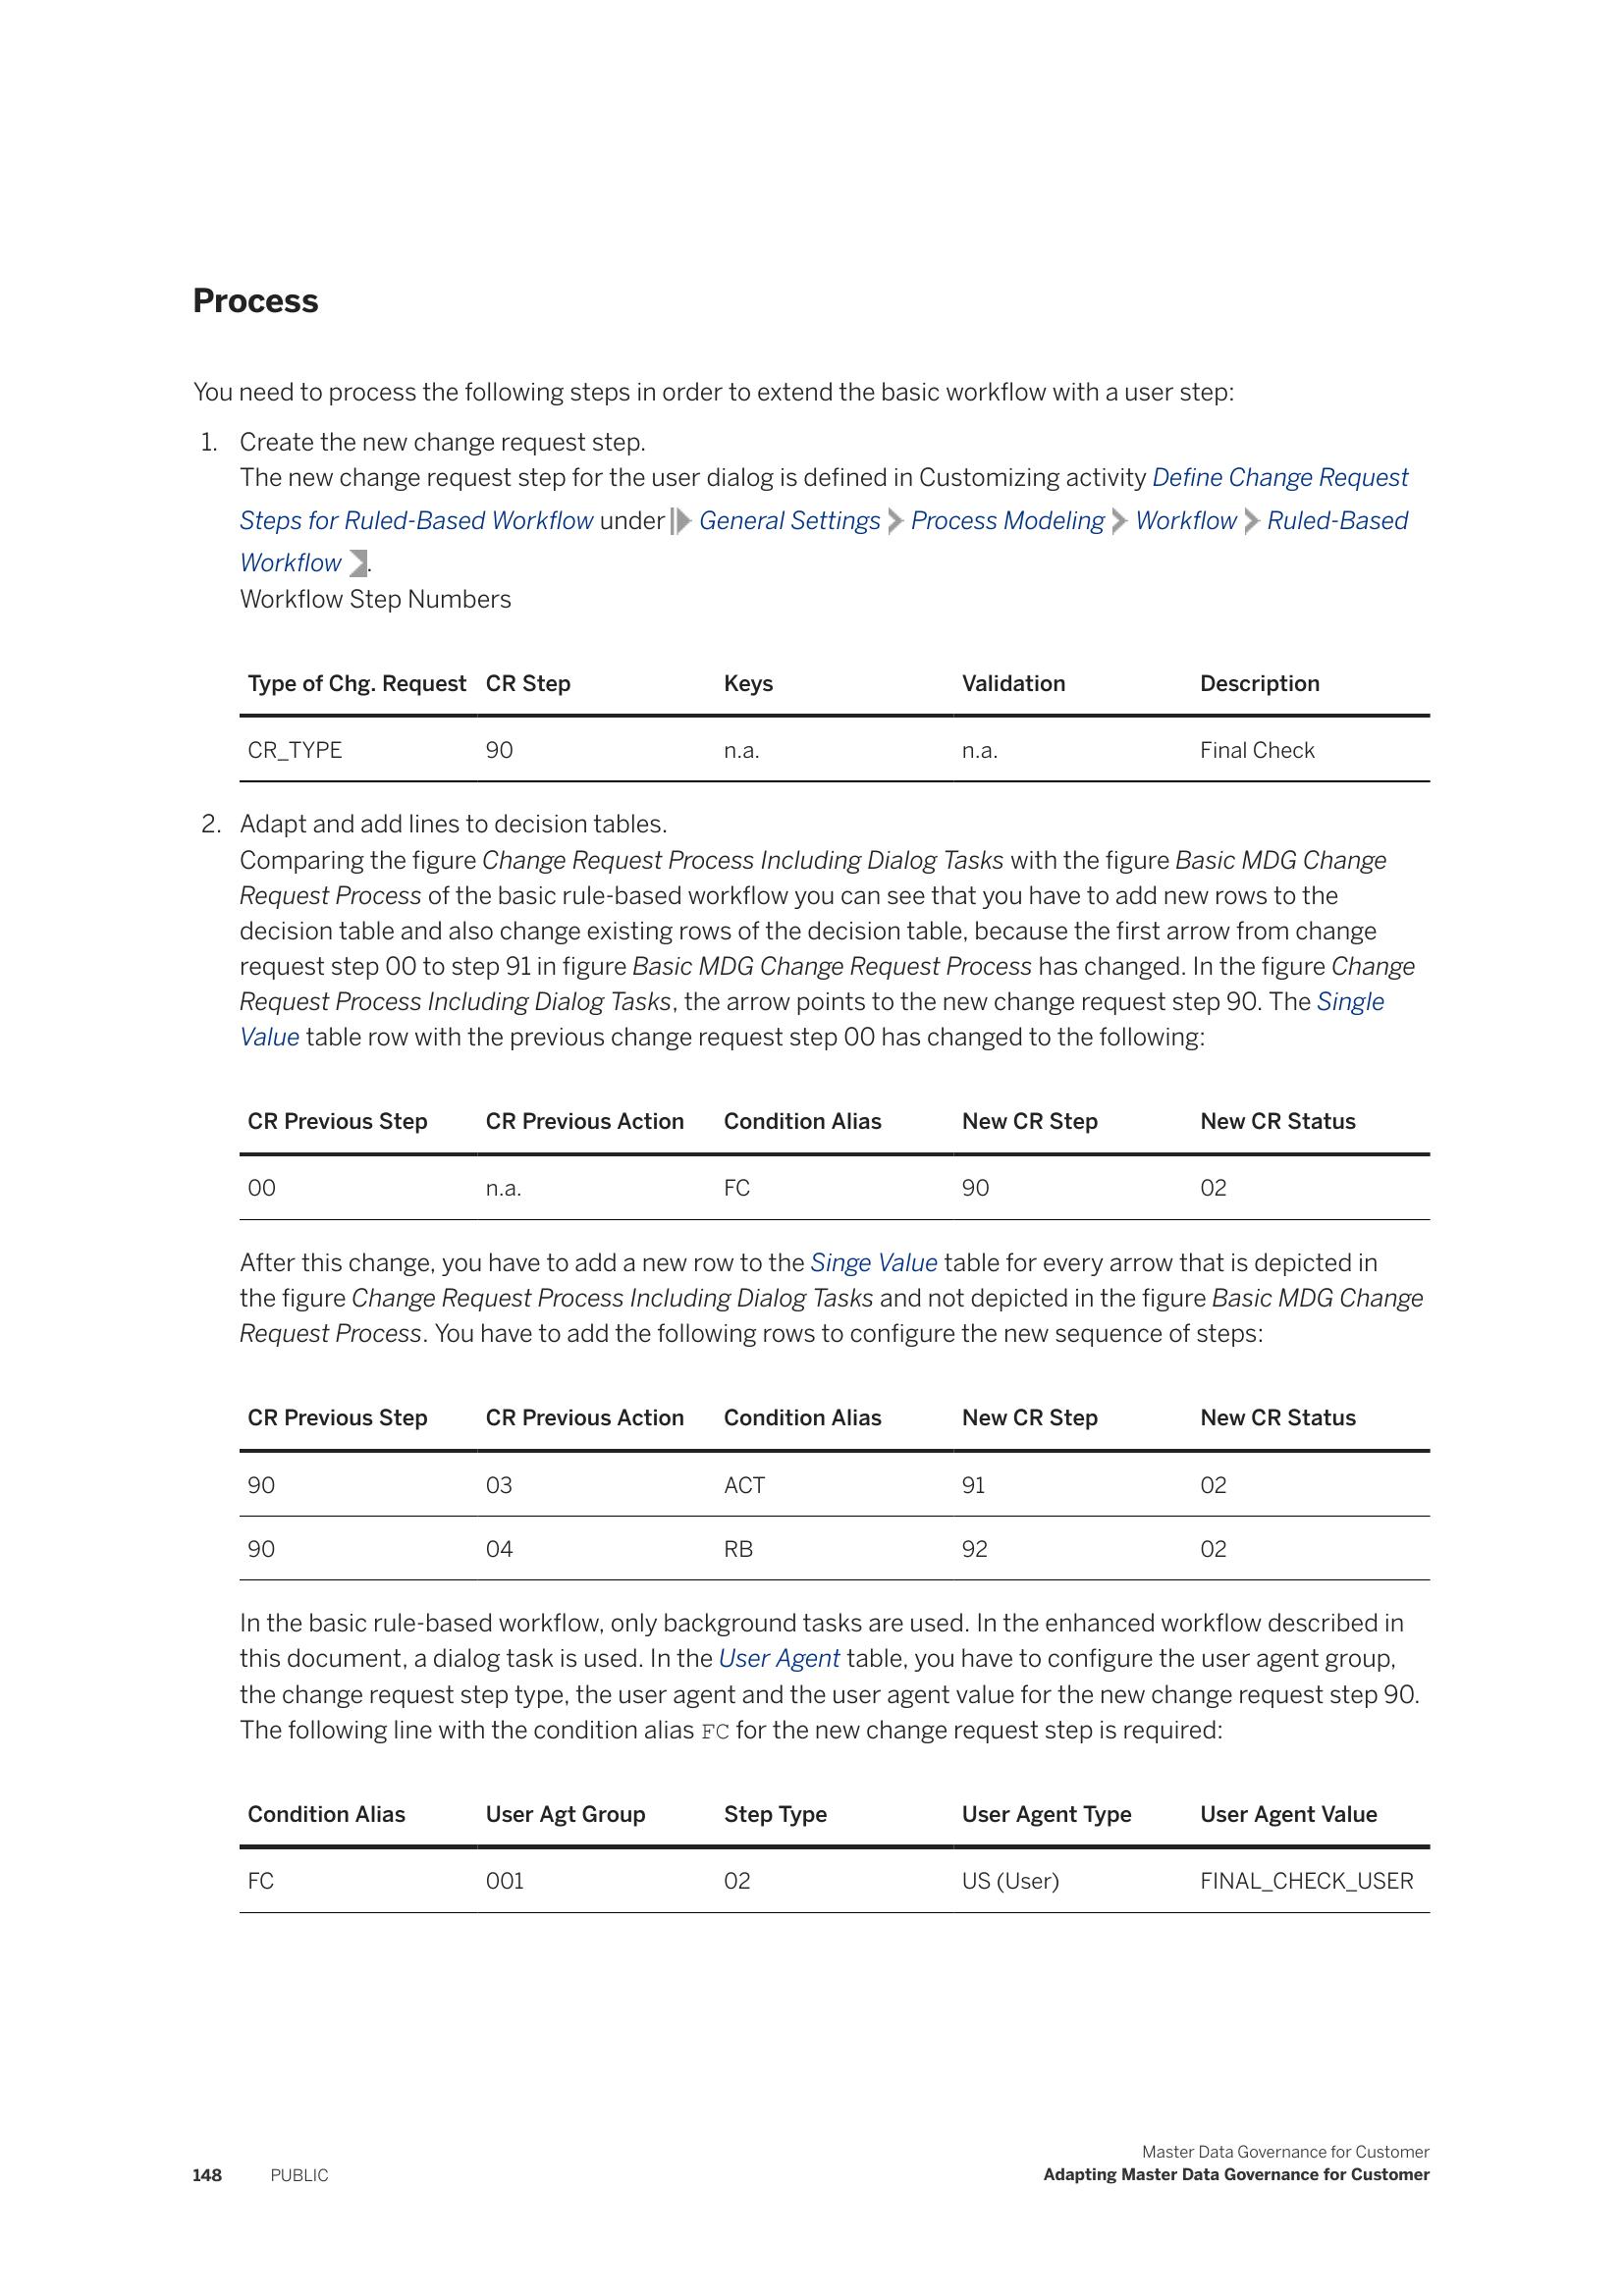 Process
You need to process the following steps in order to extend the basic workflow with a user step:
1. Create the new change request step.
The new change request step for the user dialog is defined in Customizing activity Define Change Request
Steps for Ruled-Based Workflow under General Settings Process Modeling Workflow Ruled-Based
Workflow .
Workflow Step Numbers
Type of Chg. Request CR Step Keys Validation Description
CR_TYPE 90 n.a. n.a. Final Check
2. Adapt and add lines to decision tables.
Comparing the figure Change Request Process Including Dialog Tasks with the figure Basic MDG Change
Request Process of the basic rule-based workflow you can see that you have to add new rows to the
decision table and also change existing rows of the decision table, because the first arrow from change
request step 00 to step 91 in figure Basic MDG Change Request Process has changed. In the figure Change
Request Process Including Dialog Tasks, the arrow points to the new change request step 90. The Single
Value table row with the previous change request step 00 has changed to the following:
CR Previous Step CR Previous Action Condition Alias New CR Step New CR Status
00 n.a. FC 90 02
After this change, you have to add a new row to the Singe Value table for every arrow that is depicted in
the figure Change Request Process Including Dialog Tasks and not depicted in the figure Basic MDG Change
Request Process. You have to add the following rows to configure the new sequence of steps:
CR Previous Step CR Previous Action Condition Alias New CR Step New CR Status
90 03 ACT 91 02
90 04 RB 92 02
In the basic rule-based workflow, only background tasks are used. In the enhanced workflow described in
this document, a dialog task is used. In the User Agent table, you have to configure the user agent group,
the change request step type, the user agent and the user agent value for the new change request step 90.
The following line with the condition alias FC for the new change request step is required:
Condition Alias User Agt Group Step Type User Agent Type User Agent Value
FC 001 02 US (User) FINAL_CHECK_USER
Master Data Governance for Customer
148 PUBLIC Adapting Master Data Governance for Customer